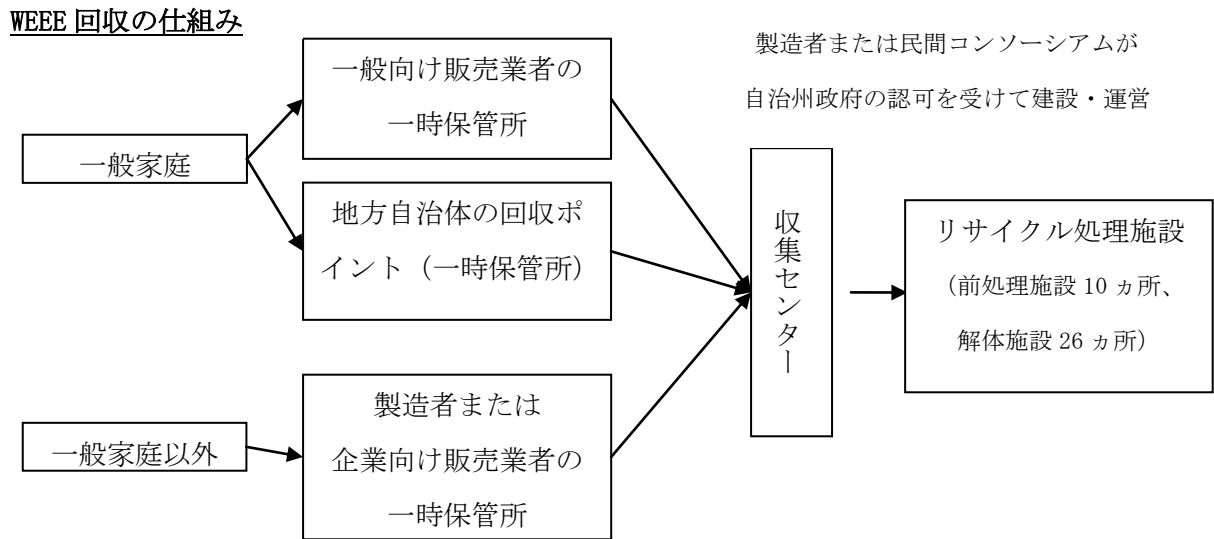 WEEE 回収の仕組み
製造者または民間コンソーシアムが
自治州政府の認可を受けて建設・運営
一般家庭
一般向け販売業者の
一時保管所
地方自治体の回収ポ
イント（一時保管所）
一般家庭以外
製造者または
企業向け販売業者の
一時保管所
収集センター
リサイクル処理施設
（前処理施設 10 ヵ所、
解体施設 26 ヵ所）